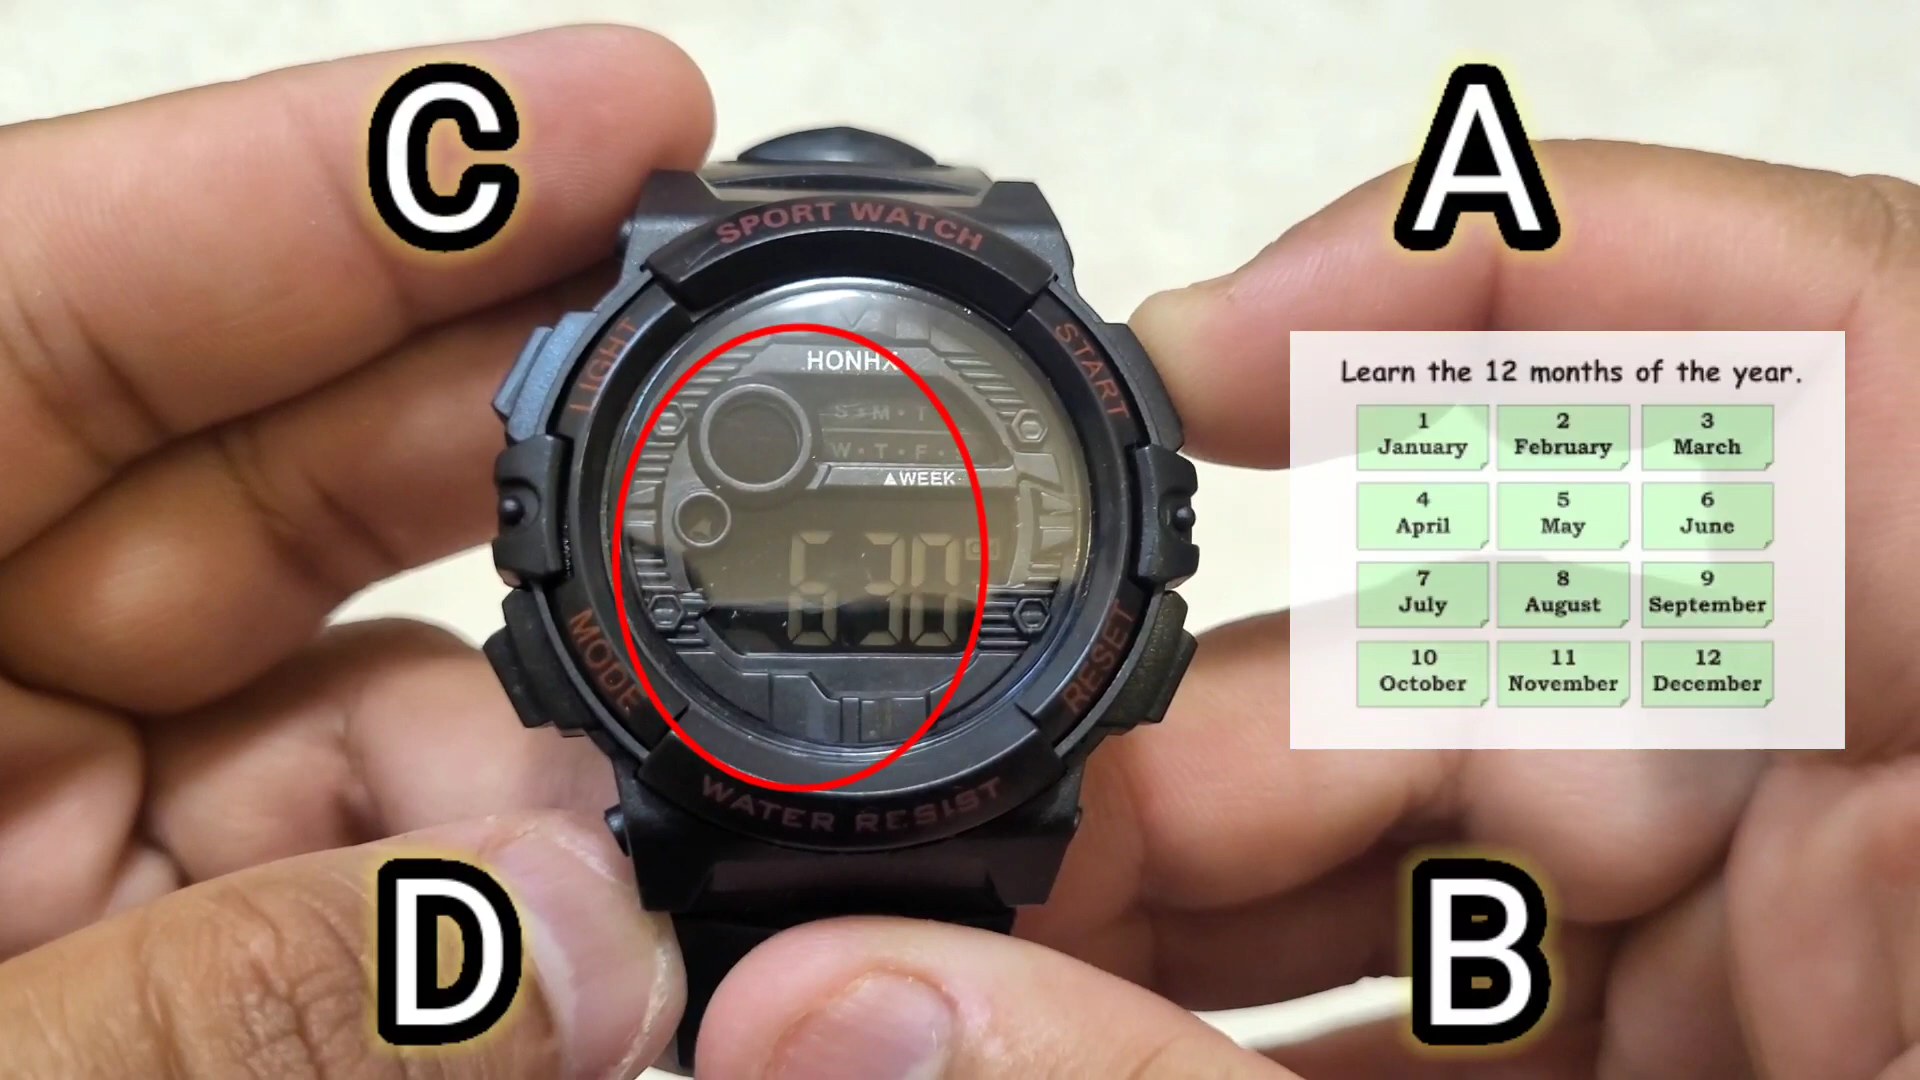 C
A
SPORT WATCH
LIGHT
START
HONHX
S M T
W T F
▲WEEK
6 30
MODE
RESET
WATER RESIST
Learn the 12 months of the year.
1 January
2 February
3 March
4 April
5 May
6 June
7 July
8 August
9 September
10 October
11 November
12 December
D
B